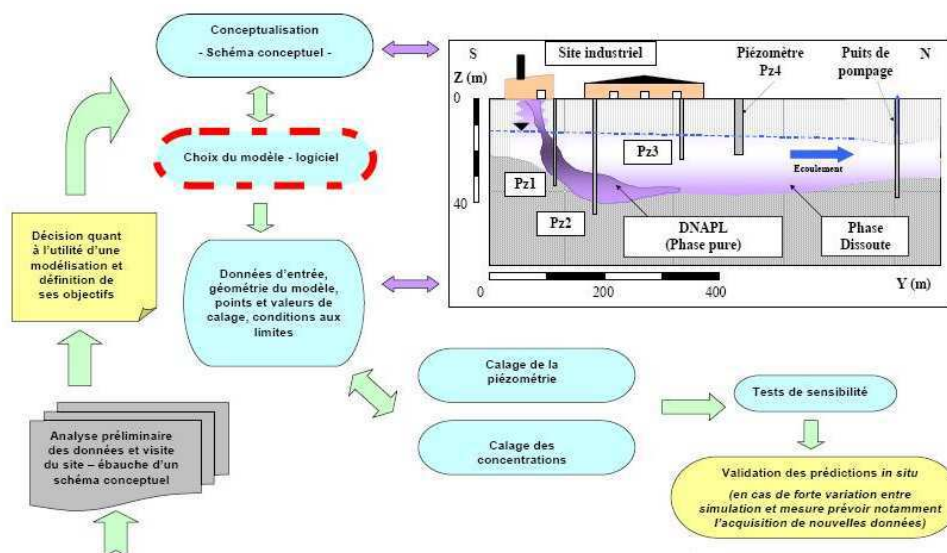 Conceptualisation
- Schéma conceptuel -
Choix du modèle - logiciel
Décision quant
à l'utilité d'une
modélisation et
définition de
ses objectifs
Données d'entrée,
géométrie du modèle,
points et valeurs de
calage, conditions aux
limites
Analyse préliminaire
des données et visite
du site – ébauche d'un
schéma conceptuel
S
Site industriel
Piézomètre
Pz4
Puits de
pompage
N
Z (m)
0
40
Pz1
Pz2
Pz3
Ecoulement
DNAPL
(Phase pure)
Phase
Dissoute
0
200
400
Y (m)
Calage de la
piézométrie
Calage des
concentrations
Tests de sensibilité
Validation des prédictions in situ
(en cas de forte variation entre
simulation et mesure prévoir notamment
l'acquisition de nouvelles données)